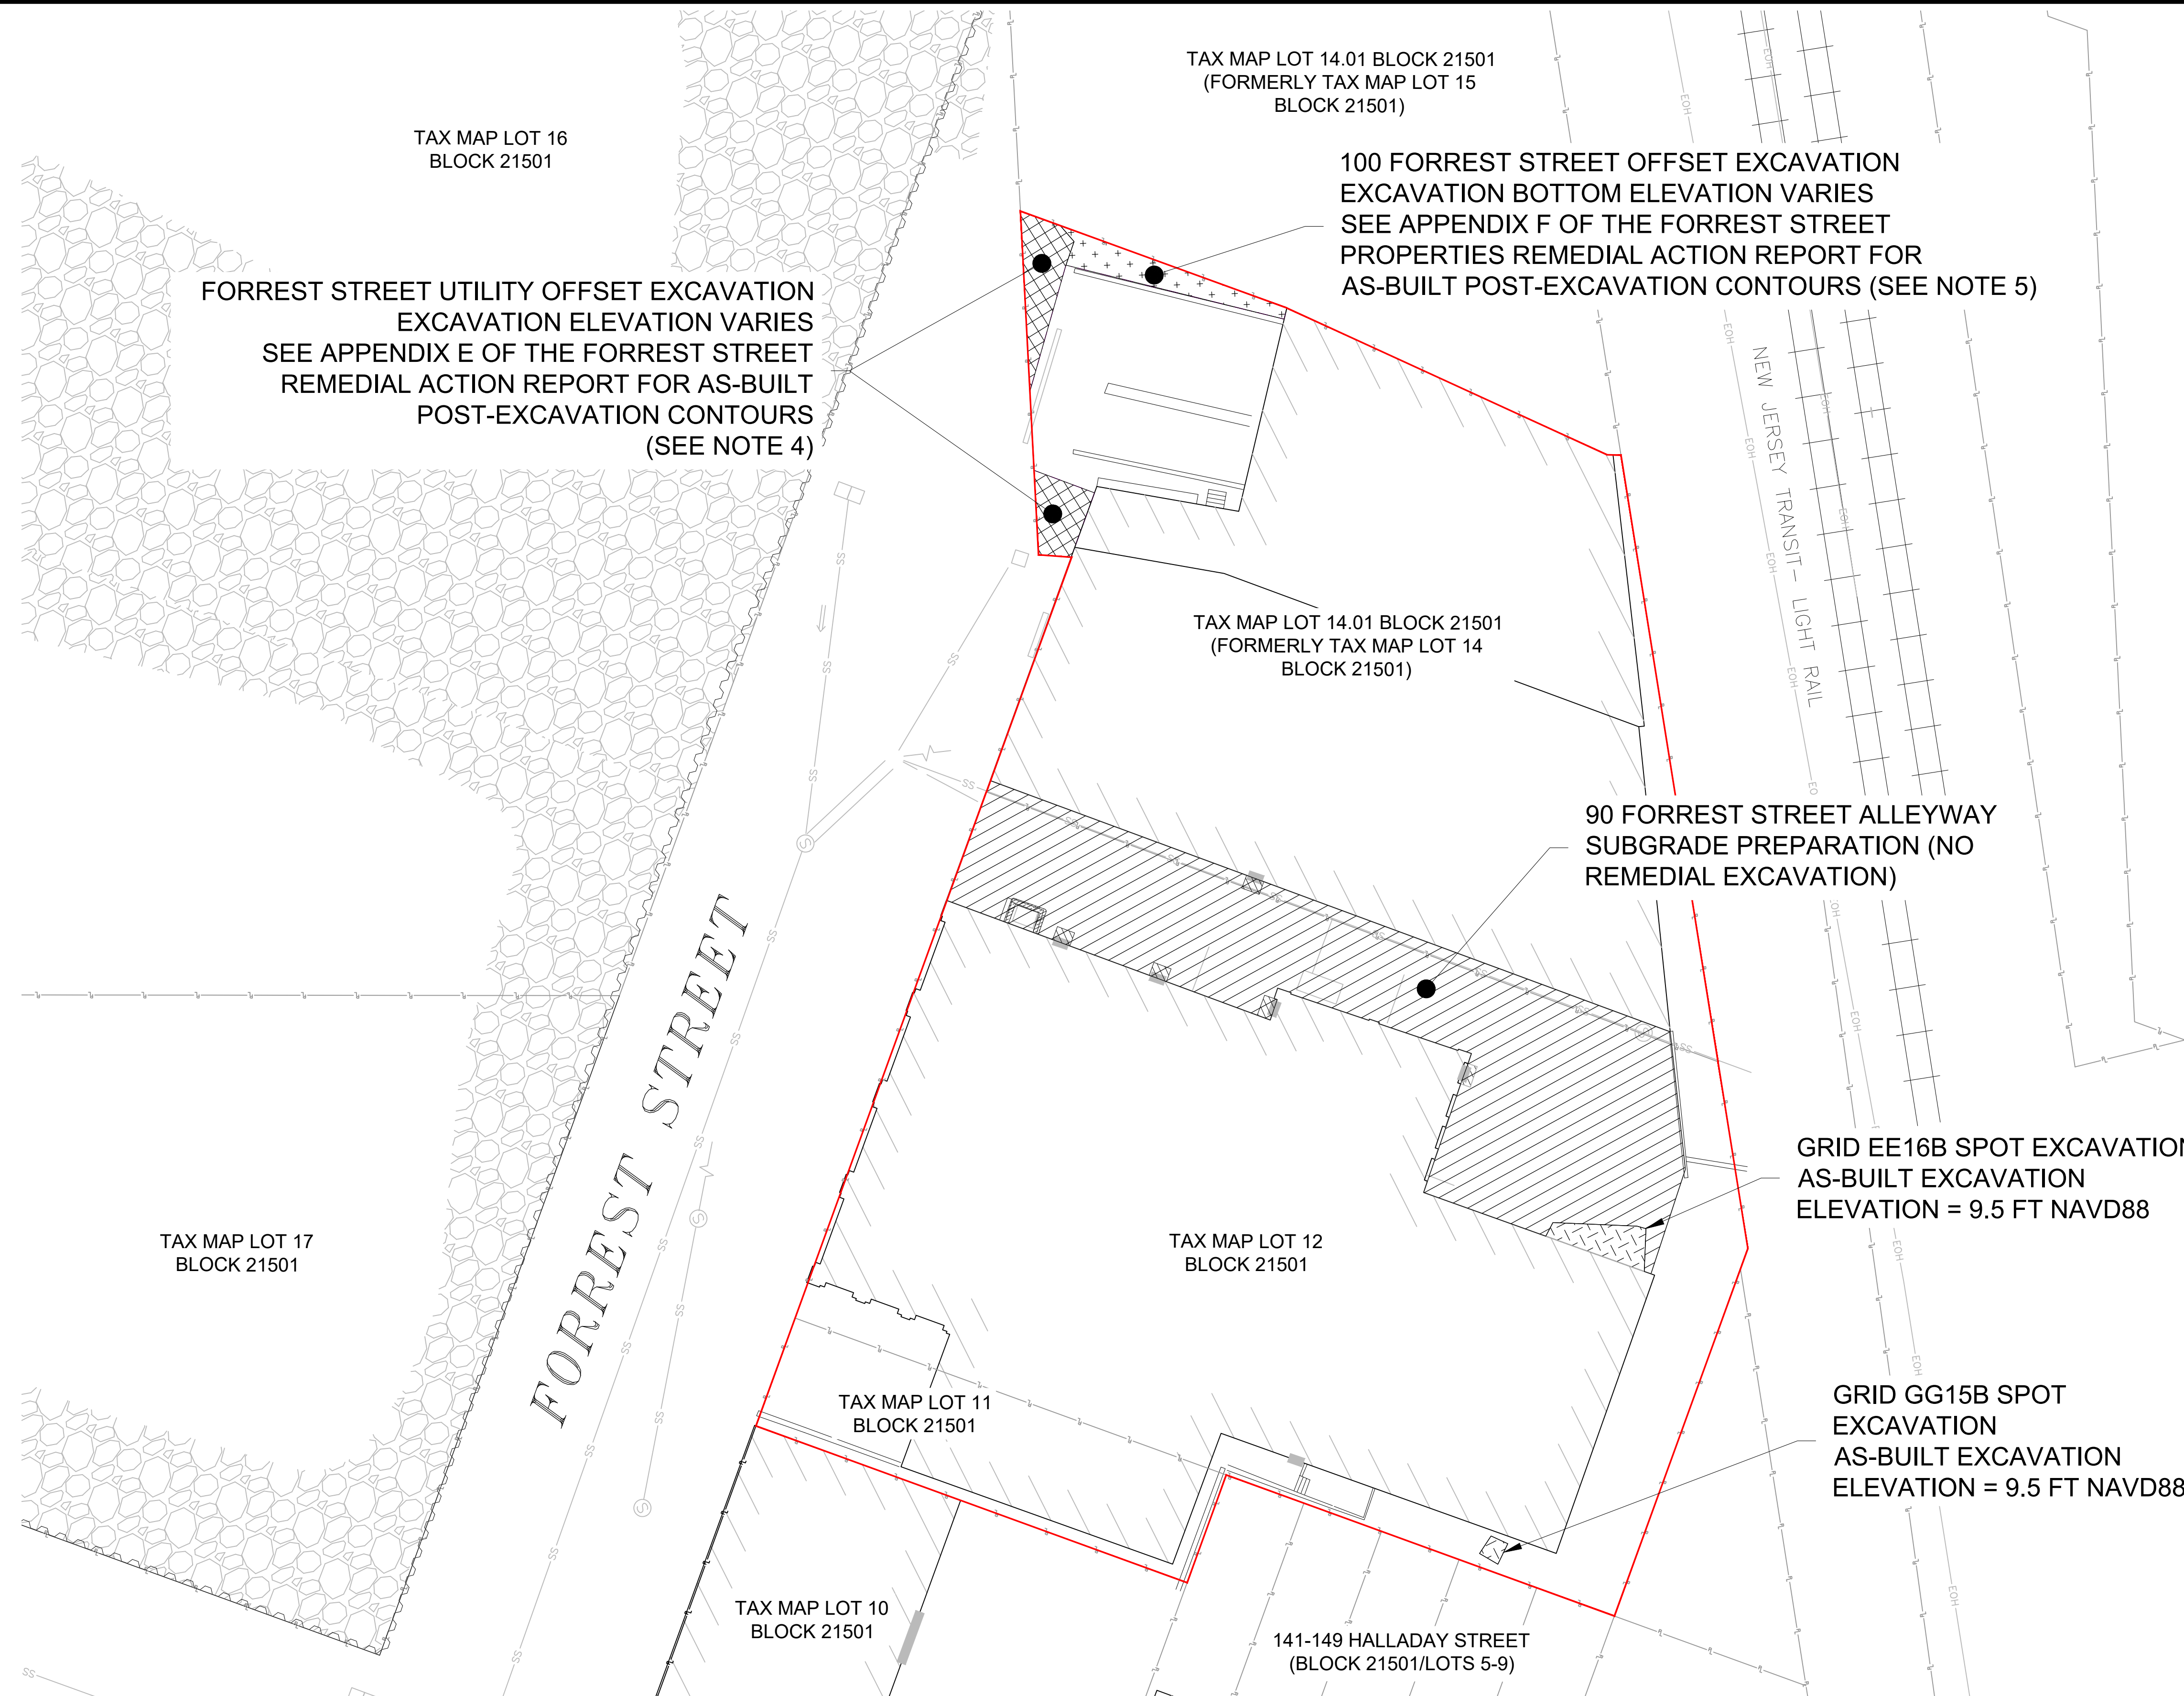 TAX MAP LOT 14.01 BLOCK 21501
(FORMERLY TAX MAP LOT 15
BLOCK 21501)
TAX MAP LOT 16
BLOCK 21501
100 FORREST STREET OFFSET EXCAVATION
EXCAVATION BOTTOM ELEVATION VARIES
SEE APPENDIX F OF THE FORREST STREET
PROPERTIES REMEDIAL ACTION REPORT FOR
AS-BUILT POST-EXCAVATION CONTOURS (SEE NOTE 5)
FORREST STREET UTILITY OFFSET EXCAVATION
EXCAVATION ELEVATION VARIES
SEE APPENDIX E OF THE FORREST STREET
REMEDIAL ACTION REPORT FOR AS-BUILT
POST-EXCAVATION CONTOURS
(SEE NOTE 4)
NEW JERSEY TRANSIT- LIGHT RAIL
TAX MAP LOT 14.01 BLOCK 21501
(FORMERLY TAX MAP LOT 14
BLOCK 21501)
90 FORREST STREET ALLEYWAY
SUBGRADE PREPARATION (NO
REMEDIAL EXCAVATION)
FORREST STREET
GRID EE16B SPOT EXCAVATION
AS-BUILT EXCAVATION
ELEVATION = 9.5 FT NAVD88
TAX MAP LOT 17
BLOCK 21501
TAX MAP LOT 12
BLOCK 21501
GRID GG15B SPOT
EXCAVATION
AS-BUILT EXCAVATION
ELEVATION = 9.5 FT NAVD88
TAX MAP LOT 11
BLOCK 21501
TAX MAP LOT 10
BLOCK 21501
141-149 HALLADAY STREET
(BLOCK 21501/LOTS 5-9)